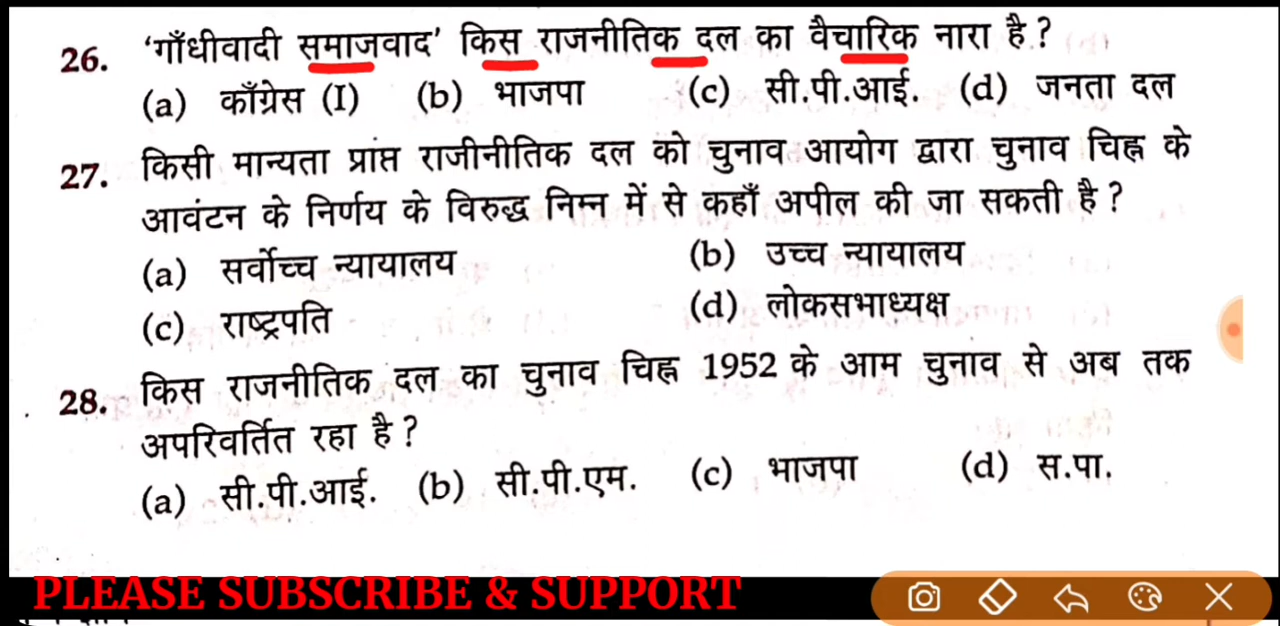 26. ‘गाँधीवादी समाजवाद’ किस राजनीतिक दल का वैचारिक नारा है ?
(a) काँग्रेस (I) (b) भाजपा (c) सी.पी.आई. (d) जनता दल
27. किसी मान्यता प्राप्त राजीनीतिक दल को चुनाव आयोग द्वारा चुनाव चिह्न के
आवंटन के निर्णय के विरुद्ध निम्न में से कहाँ अपील की जा सकती है ?
(a) सर्वोच्च न्यायालय (b) उच्च न्यायालय
(c) राष्ट्रपति (d) लोकसभाध्यक्ष
28. किस राजनीतिक दल का चुनाव चिह्न 1952 के आम चुनाव से अब तक
अपरिवर्तित रहा है ?
(a) सी.पी.आई. (b) सी.पी.एम. (c) भाजपा (d) स.पा.
PLEASE SUBSCRIBE & SUPPORT